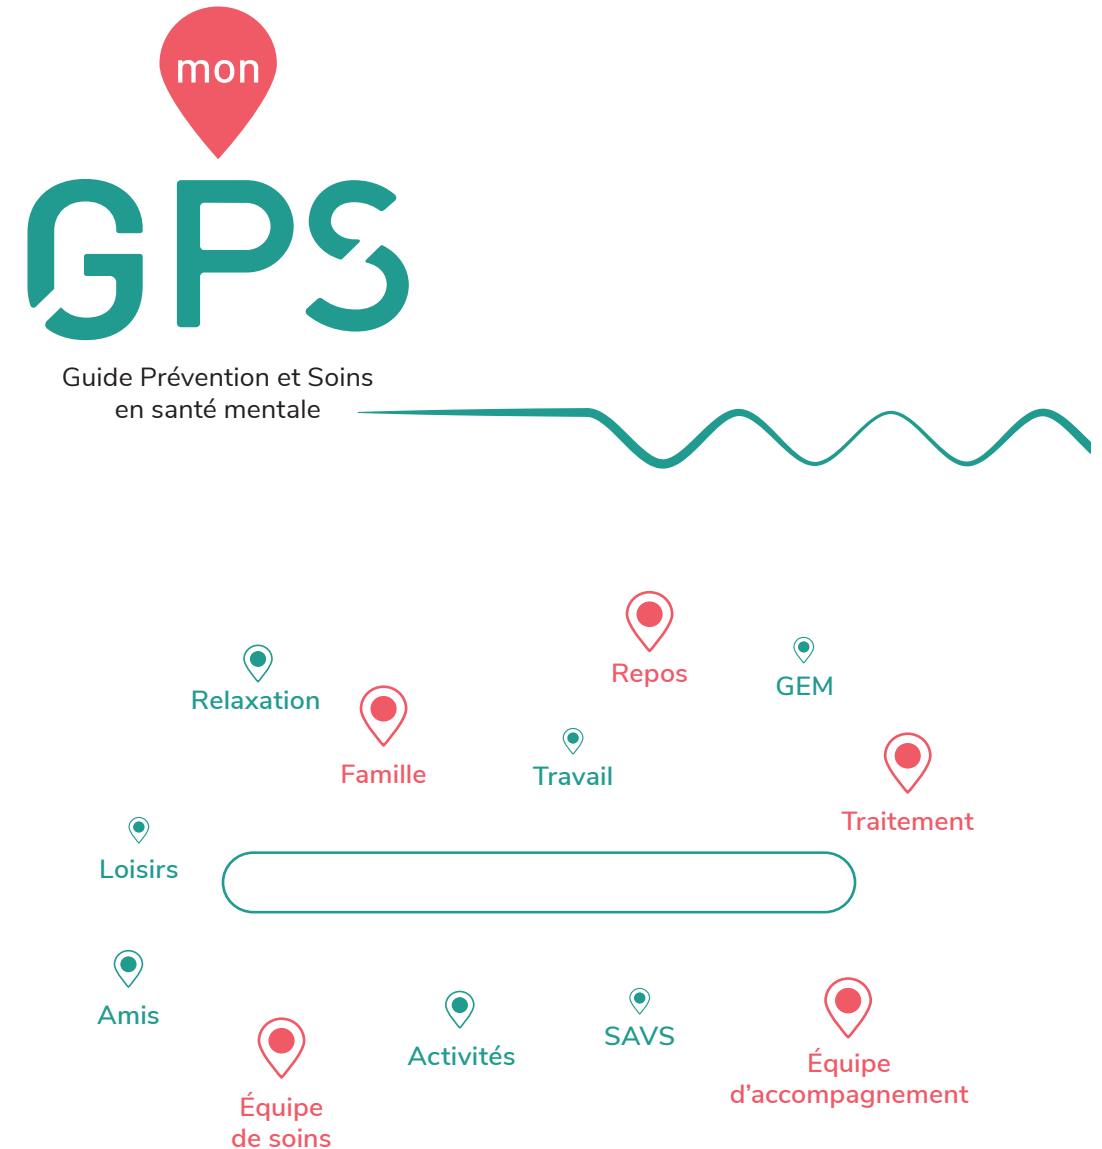 mon
GPS
Guide Prévention et Soins
en santé mentale
Repos
GEM
Relaxation
Famille
Travail
Traitement
Loisirs
Amis
SAVS
Activités
Équipe
d’accompagnement
Équipe
de soins